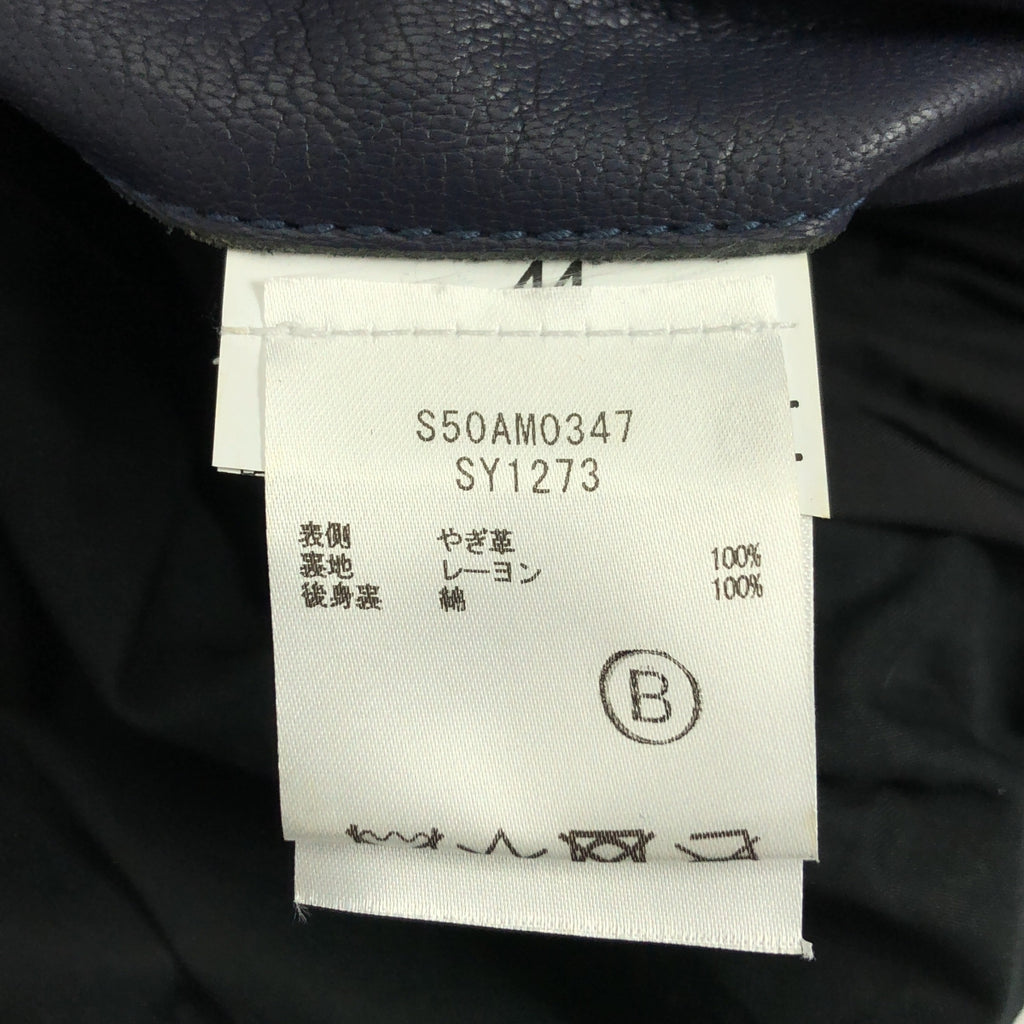 44
S50AM0347
SY1273
表側 やぎ革
裏地 レーヨン 100%
後身裏 綿 100%
B